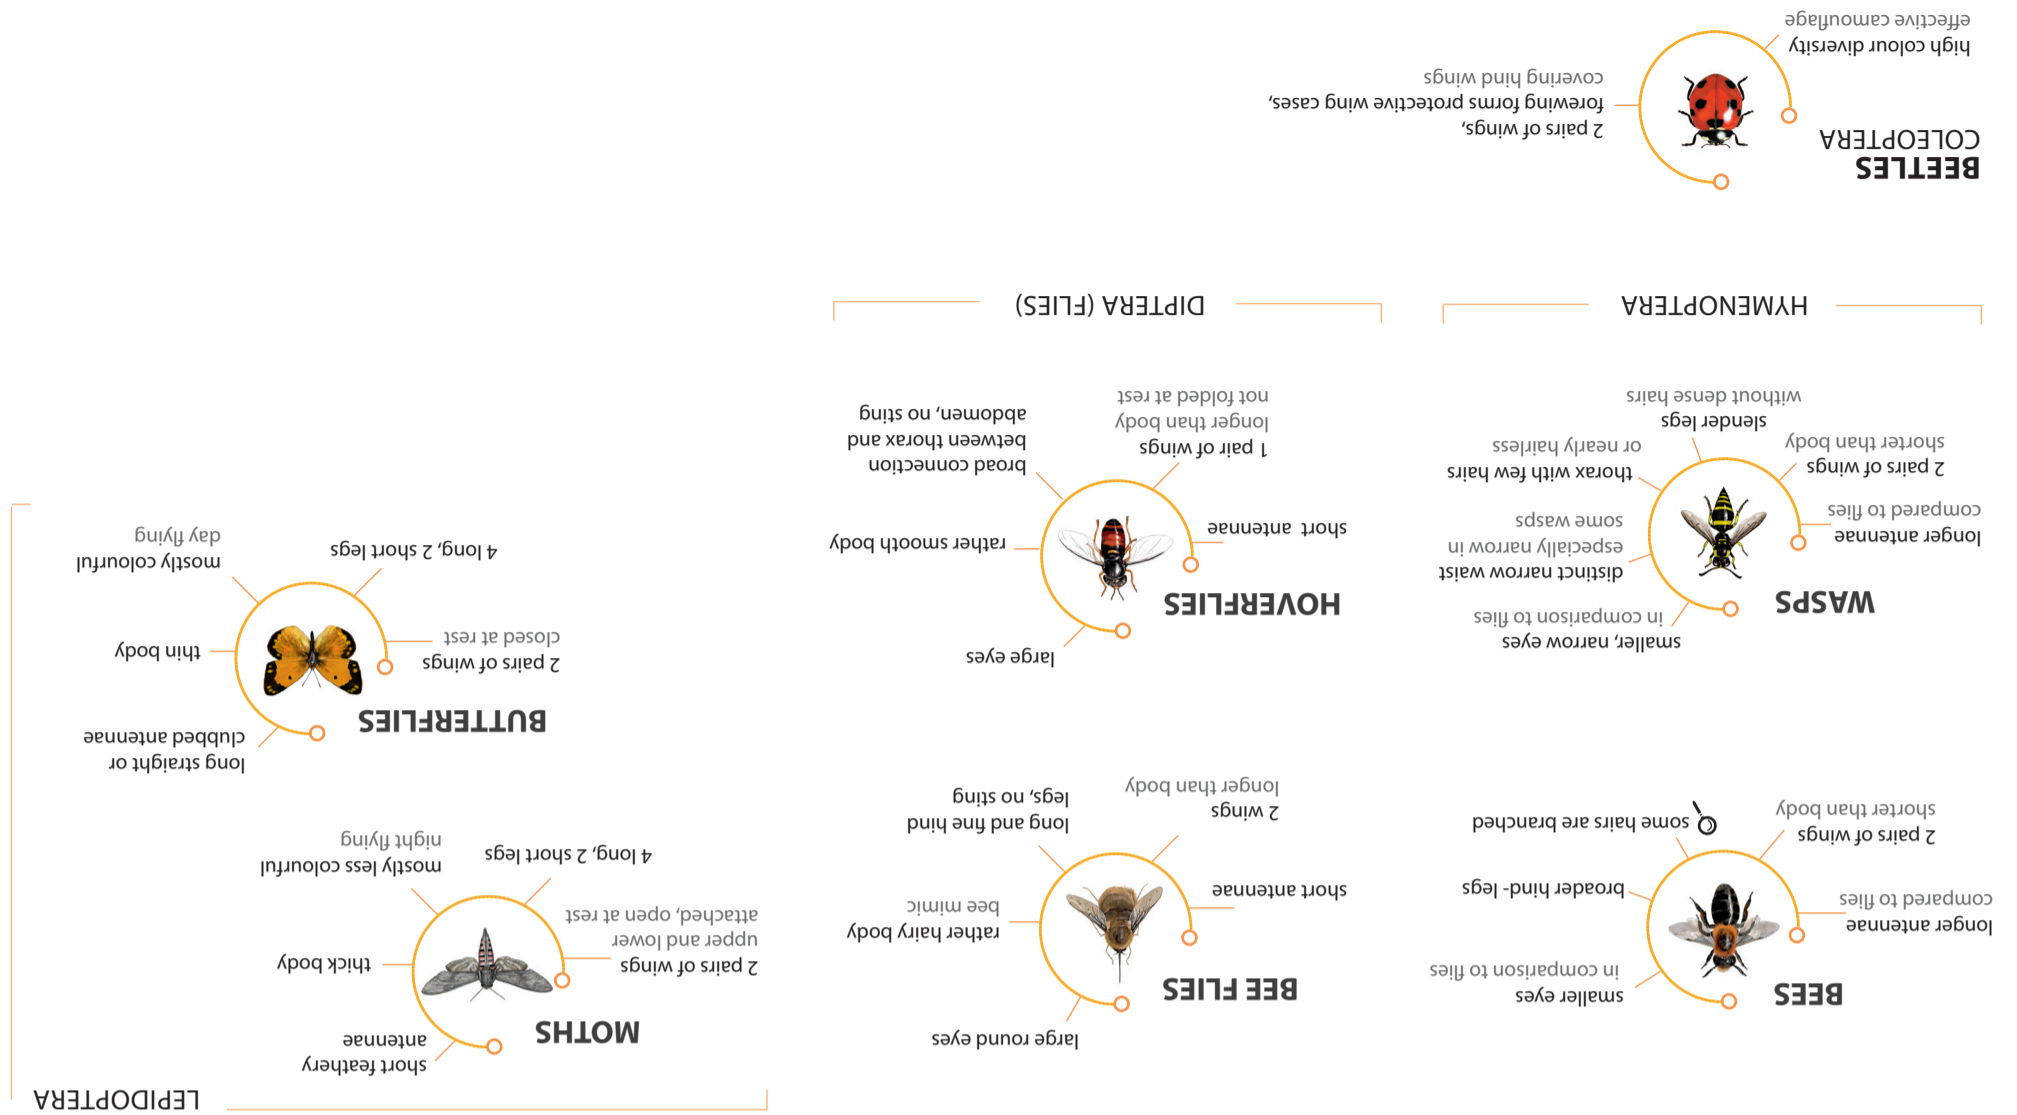 LEPIDOPTERA
BEES
smaller eyes
in comparison to flies
longer antennae
compared to flies
broader hind- legs
2 pairs of wings
shorter than body
some hairs are branched
BEE FLIES
large round eyes
short antennae
rather hairy body
bee mimic
2 wings
longer than body
long and fine hind
legs, no sting
MOTHS
short feathery
antennae
2 pairs of wings
upper and lower
attached, open at rest
thick body
4 long, 2 short legs
mostly less colourful
night flying
WASPS
smaller, narrow eyes
in comparison to flies
longer antennae
compared to flies
distinct narrow waist
especially narrow in
some wasps
2 pairs of wings
shorter than body
thorax with few hairs
or nearly hairless
slender legs
without dense hairs
HOVERFLIES
large eyes
short antennae
rather smooth body
1 pair of wings
longer than body
not folded at rest
broad connection
between thorax and
abdomen, no sting
BUTTERFLIES
long straight or
clubbed antennae
2 pairs of wings
closed at rest
thin body
4 long, 2 short legs
mostly colourful
day flying
HYMENOPTERA
DIPTERA (FLIES)
BEETLES
COLEOPTERA
2 pairs of wings,
forewing forms protective wing cases,
covering hind wings
high colour diversity
effective camouflage